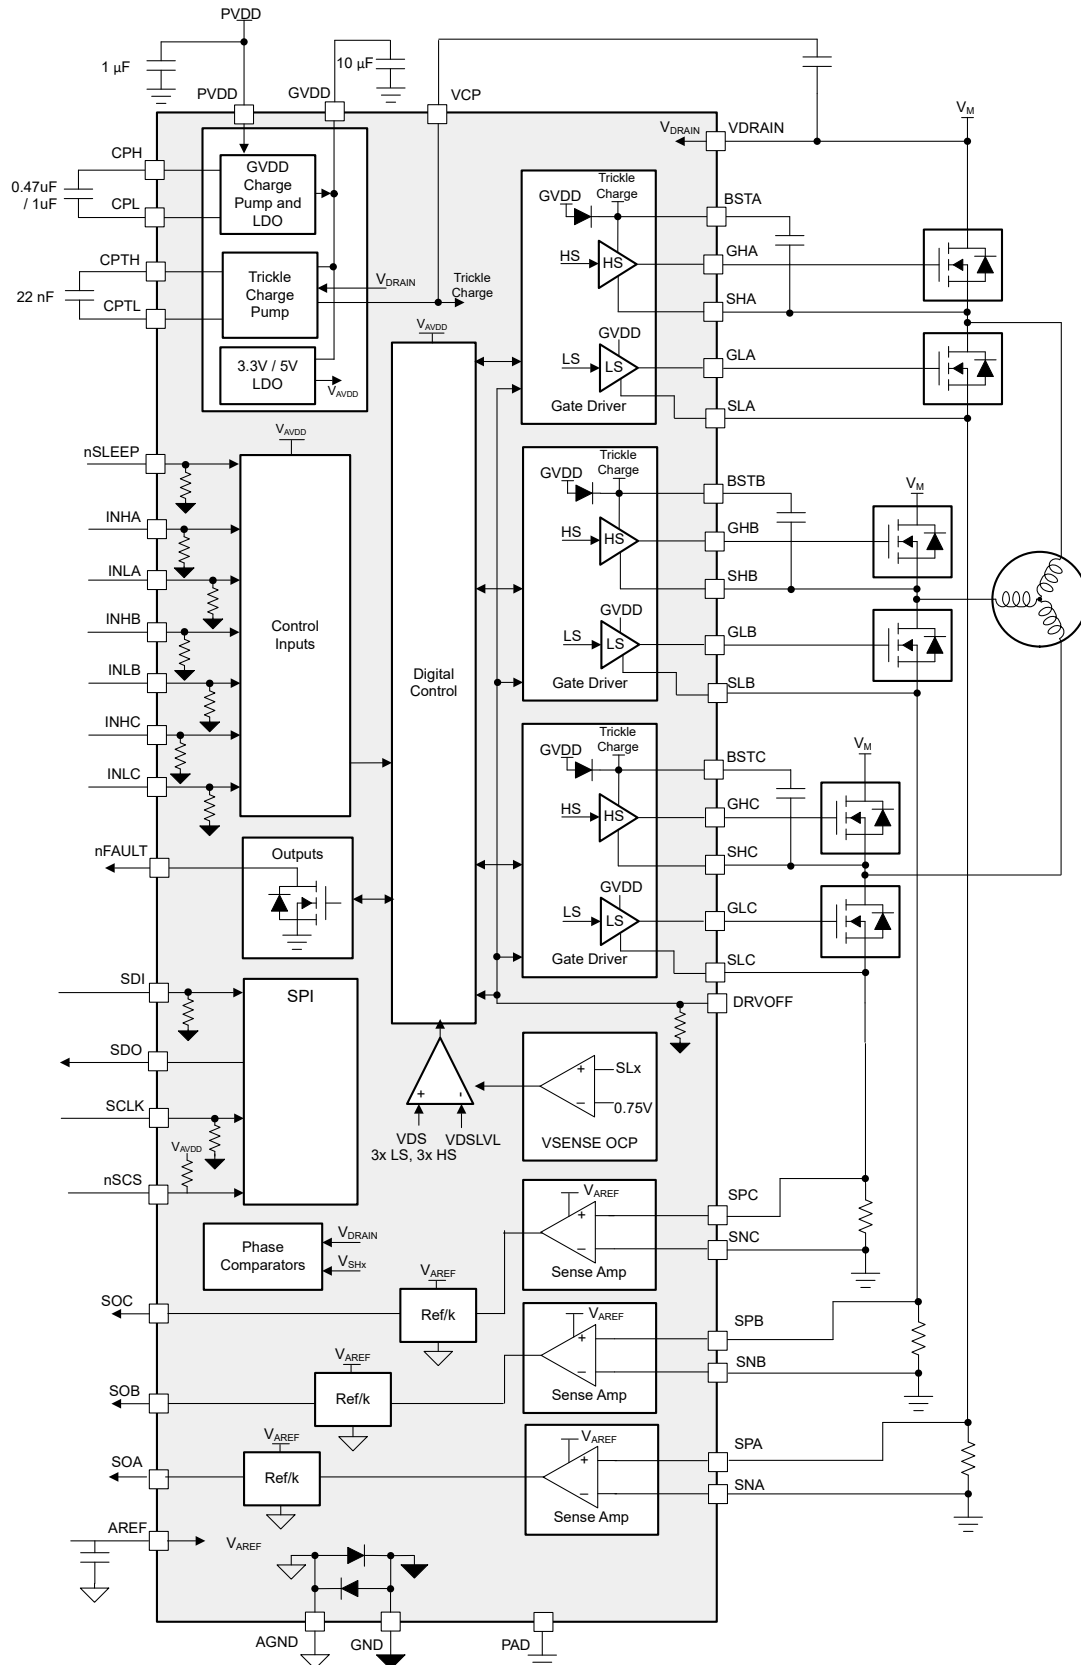 PVDD
1 µF
10 µF
PVDD
GVDD
VCP
VM
VDRAIN
VDRAIN
CPH
0.47uF
/ 1uF
CPL
GVDD
Charge
Pump and
LDO
CPTH
22 nF
CPTL
Trickle
Charge
Pump
VDRAIN
Trickle
Charge
3.3V / 5V
LDO
VAVDD
VAVDD
Trickle
Charge
GVDD
HS
HS
GVDD
LS
LS
Gate Driver
BSTA
GHA
SHA
GLA
SLA
nSLEEP
INHA
INLA
INHB
INLB
INHC
INLC
VAVDD
Control
Inputs
Digital
Control
Trickle
Charge
GVDD
HS
HS
GVDD
LS
LS
Gate Driver
BSTB
GHB
SHB
GLB
SLB
VM
Trickle
Charge
GVDD
HS
HS
GVDD
LS
LS
Gate Driver
BSTC
GHC
SHC
GLC
SLC
VM
DRVOFF
nFAULT
Outputs
SDI
SDO
SCLK
VAVDD
nSCS
SPI
+
-
VDS
3x LS, 3x HS
VDSLVL
+
SLx
−
0.75V
VSENSE OCP
Phase
Comparators
VDRAIN
VSHx
VAREF
+
−
Sense Amp
SPC
SNC
SOC
VAREF
Ref/k
VAREF
+
−
Sense Amp
SPB
SNB
SOB
VAREF
Ref/k
VAREF
+
−
Sense Amp
SPA
SNA
SOA
VAREF
Ref/k
AREF
VAREF
AGND
GND
PAD